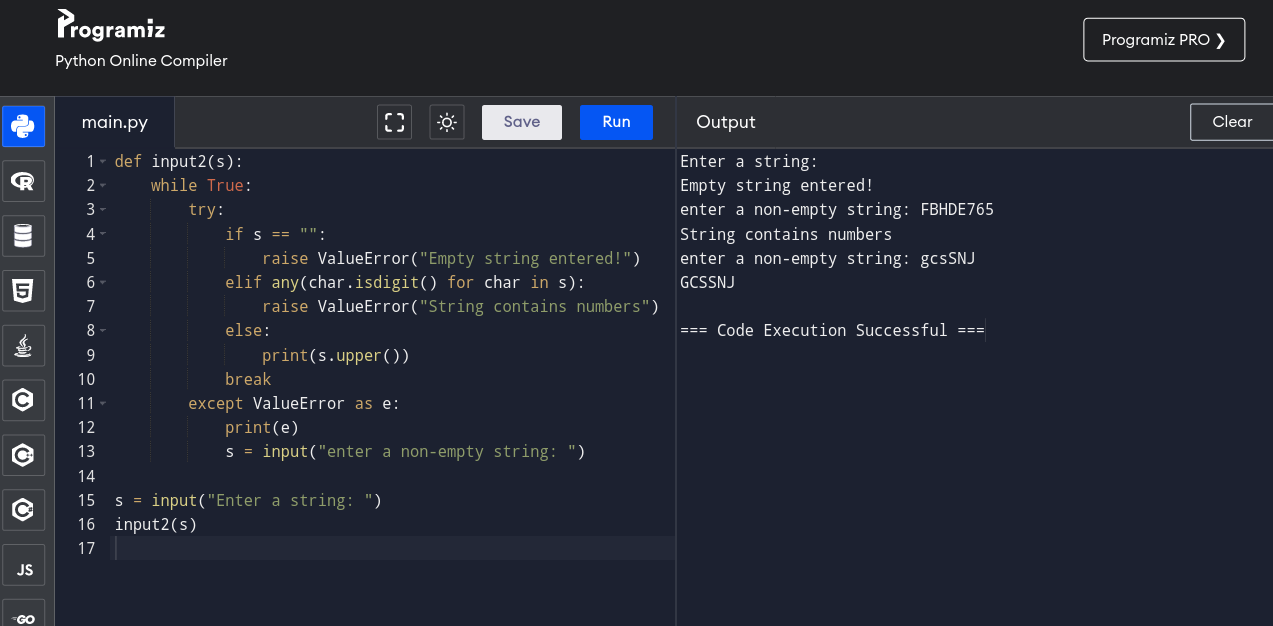 Programiz
Python Online Compiler
Programiz PRO ❯
main.py
Save
Run
Output
Clear
1 def input2(s):
2     while True:
3         try:
4             if s == "":
5                 raise ValueError("Empty string entered!")
6             elif any(char.isdigit() for char in s):
7                 raise ValueError("String contains numbers")
8             else:
9                 print(s.upper())
10             break
11         except ValueError as e:
12             print(e)
13             s = input("enter a non-empty string: ")
14
15 s = input("Enter a string: ")
16 input2(s)
17
Enter a string:
Empty string entered!
enter a non-empty string: FBHDE765
String contains numbers
enter a non-empty string: gcsSNJ
GCSSNJ
=== Code Execution Successful ===
R
5
C
C
C
JS
GO